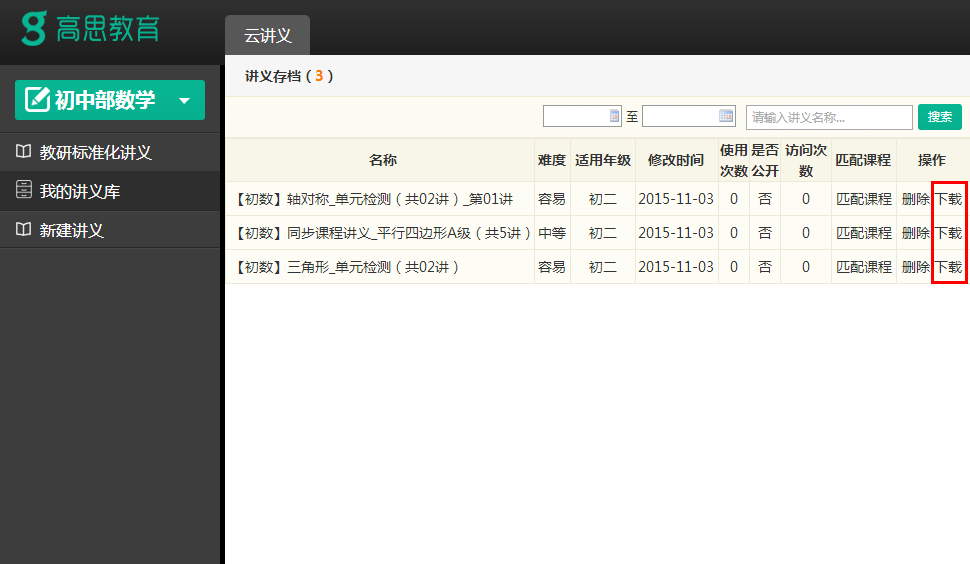 高思教育
云讲义
讲义存档（3）
初中部数学
至 请输入讲义名称... 搜索
教研标准化讲义
我的讲义库
新建讲义
名称 难度 适用年级 修改时间 使用次数 是否公开 访问次数 匹配课程 操作
【初数】轴对称_单元检测（共02讲）_第01讲 容易 初二 2015-11-03 0 否 0 匹配课程 删除 下载
【初数】同步课程讲义_平行四边形A级（共5讲） 中等 初二 2015-11-03 0 否 0 匹配课程 删除 下载
【初数】三角形_单元检测（共02讲） 容易 初二 2015-11-03 0 否 0 匹配课程 删除 下载